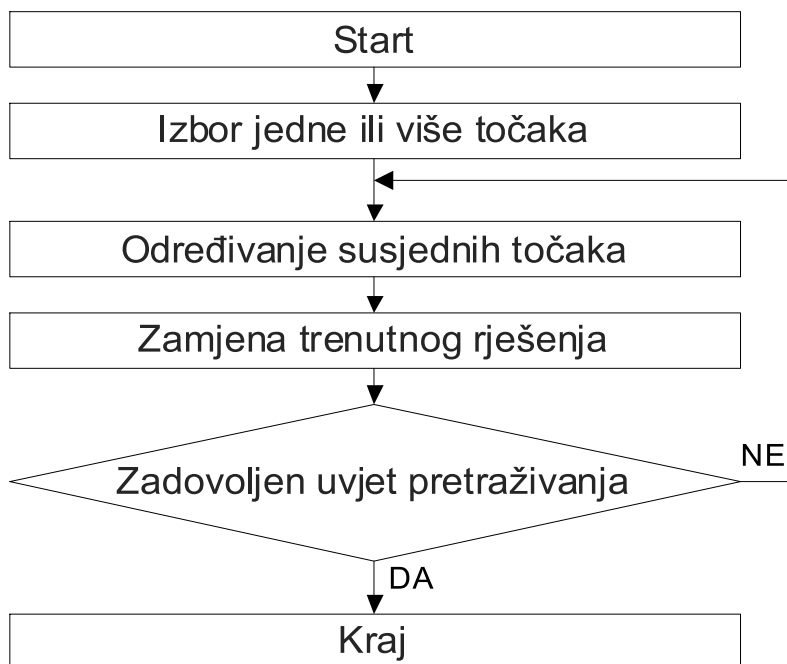 Start
Izbor jedne ili više točaka
Određivanje susjednih točaka
Zamjena trenutnog rješenja
Zadovoljen uvjet pretraživanja
NE
DA
Kraj